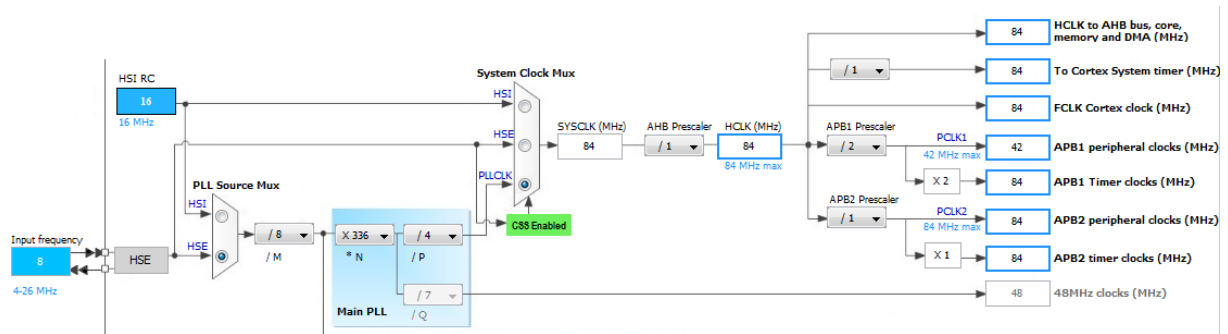 HSI RC
16
16 MHz
Input frequency
8
4-26 MHz
HSE
PLL Source Mux
HSI
HSE
/ 8
/ M
X 336
* N
/ 4
/ P
/ 7
/ Q
Main PLL
System Clock Mux
HSI
HSE
PLLCLK
CSS Enabled
SYSCLK (MHz)
84
AHB Prescaler
/ 1
HCLK (MHz)
84
84 MHz max
/ 1
APB1 Prescaler
/ 2
PCLK1
42 MHz max
X 2
APB2 Prescaler
/ 1
PCLK2
84 MHz max
X 1
84
HCLK to AHB bus, core,
memory and DMA (MHz)
84
To Cortex System timer (MHz)
84
FCLK Cortex clock (MHz)
42
APB1 peripheral clocks (MHz)
84
APB1 Timer clocks (MHz)
84
APB2 peripheral clocks (MHz)
84
APB2 timer clocks (MHz)
48
48MHz clocks (MHz)